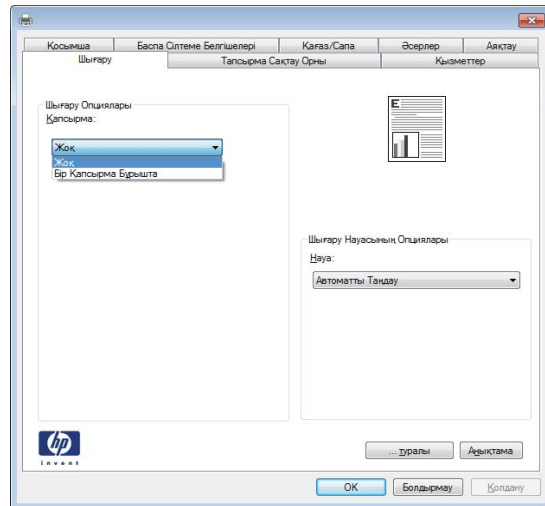 Қосымша
Баспа Сілтеме Белгішелері
Қағаз/Сапа
Әсерлер
Аяқтау
Шығару
Тапсырма Сақтау Орны
Қызметтер
Шығару Опциялары
Қапсырма:
Жоқ
Жоқ
Бір Қапсырма Бұрышта
E
Шығару Науасының Опциялары
Науа:
Автоматты Таңдау
hp
invent
... туралы
Анықтама
OK
Болдырмау
Қолдану